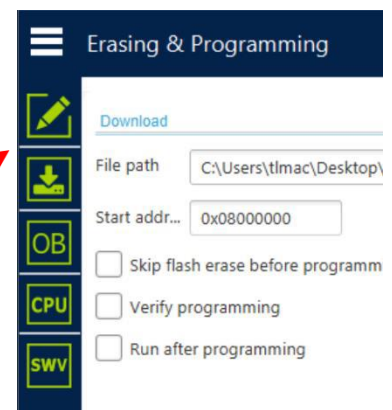 Erasing & Programming
Download
File path C:\Users\tlmac\Desktop\
Start addr... 0x08000000
OB
Skip flash erase before programm
CPU
Verify programming
Run after programming
SWV